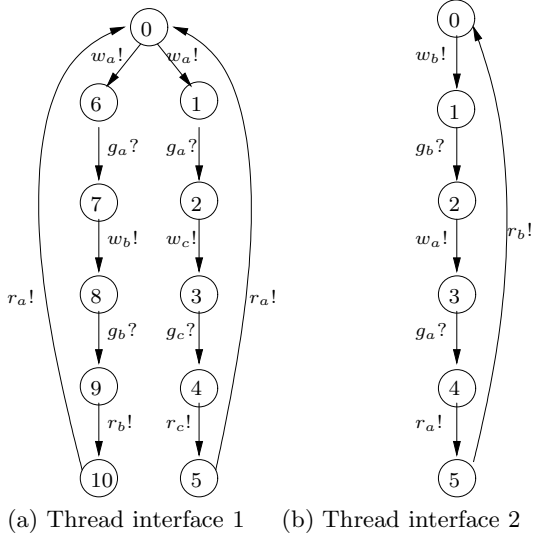 0 0
w_a! w_a! w_b!
6 1 1
g_a? g_a? g_b?
7 2 2
w_b! w_c! w_a!
r_b!
8 3 3
r_a! r_a!
g_b? g_c? g_a?
9 4 4
r_b! r_c! r_a!
10 5 5
(a) Thread interface 1 (b) Thread interface 2